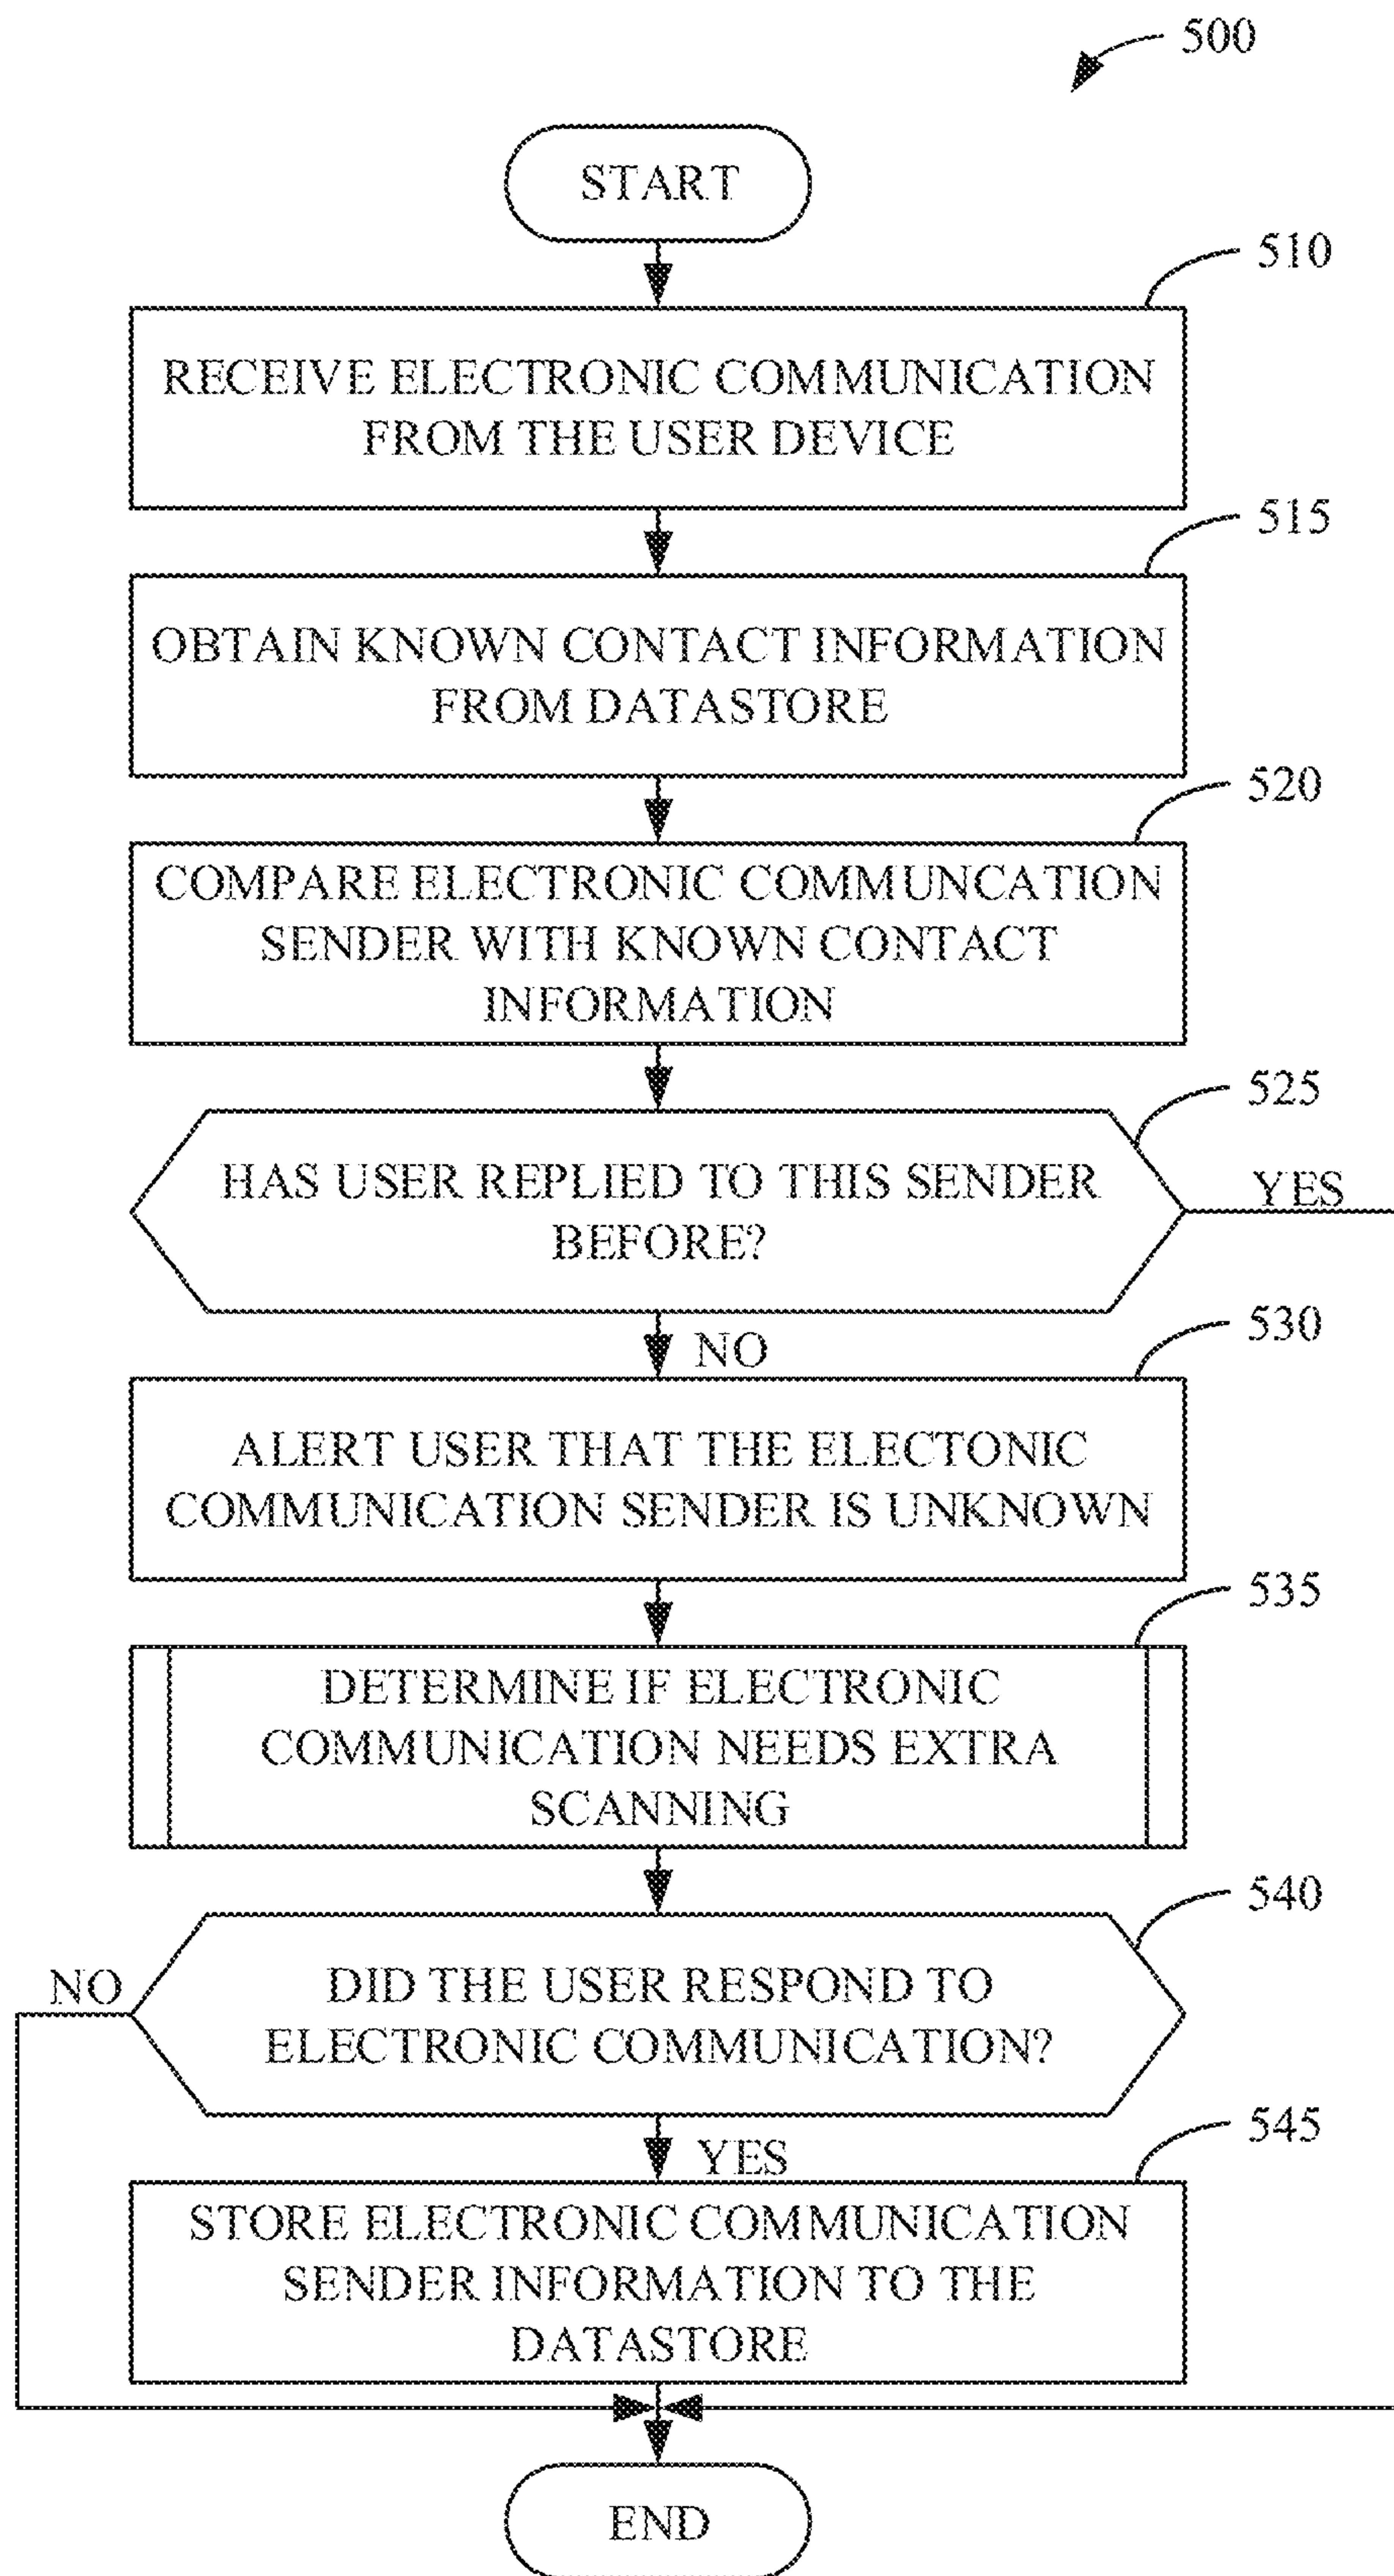 500
START
510
RECEIVE ELECTRONIC COMMUNICATION
FROM THE USER DEVICE
515
OBTAIN KNOWN CONTACT INFORMATION
FROM DATASTORE
520
COMPARE ELECTRONIC COMMUNCATION
SENDER WITH KNOWN CONTACT
INFORMATION
525
HAS USER REPLIED TO THIS SENDER
BEFORE?
YES
NO
530
ALERT USER THAT THE ELECTONIC
COMMUNICATION SENDER IS UNKNOWN
535
DETERMINE IF ELECTRONIC
COMMUNICATION NEEDS EXTRA
SCANNING
540
NO
DID THE USER RESPOND TO
ELECTRONIC COMMUNICATION?
YES
545
STORE ELECTRONIC COMMUNICATION
SENDER INFORMATION TO THE
DATASTORE
END